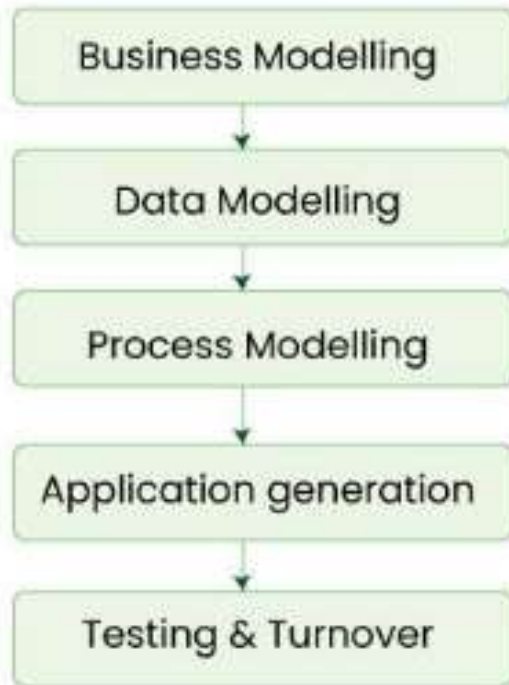 Business Modelling
Data Modelling
Process Modelling
Application generation
Testing & Turnover